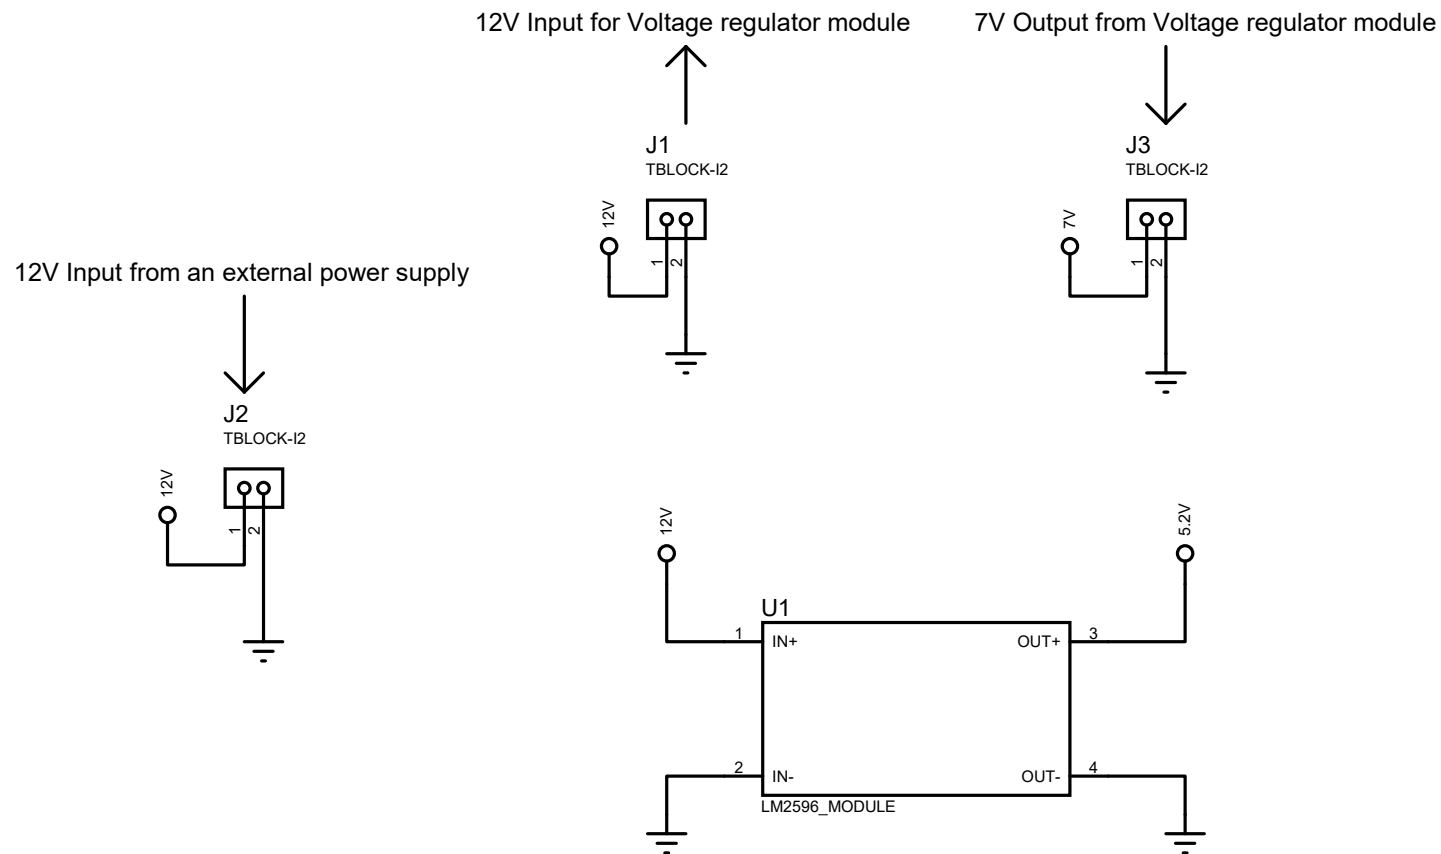 12V Input for Voltage regulator module
7V Output from Voltage regulator module
J1
TBLOCK-I2
12V
1
2
J3
TBLOCK-I2
7V
1
2
12V Input from an external power supply
J2
TBLOCK-I2
12V
1
2
12V
5.2V
U1
1
IN+
OUT+
3
2
IN-
OUT-
4
LM2596_MODULE